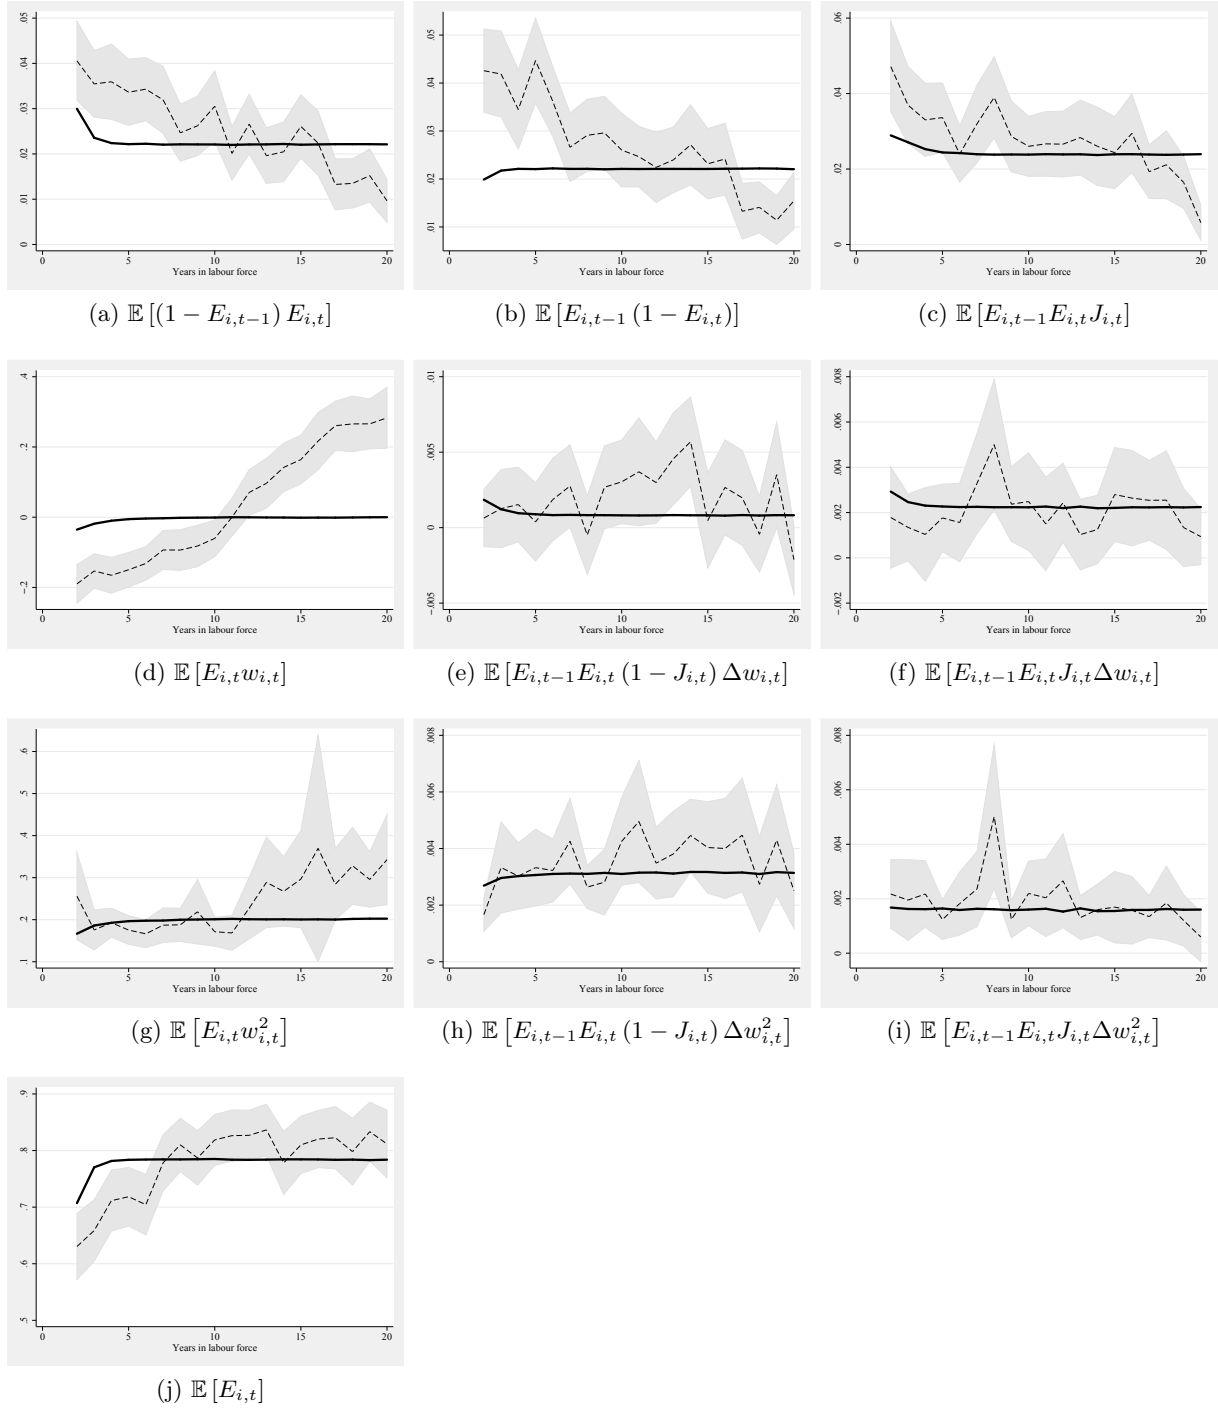 .05
.04
.03
.02
.01
0
0 5 10 15 20
Years in labour force
(a) 𝔼 [(1 − E_{i,t−1}) E_{i,t}]
.05
.04
.03
.02
.01
0 5 10 15 20
Years in labour force
(b) 𝔼 [E_{i,t−1} (1 − E_{i,t})]
.06
.04
.02
0
0 5 10 15 20
Years in labour force
(c) 𝔼 [E_{i,t−1}E_{i,t}J_{i,t}]
.4
.2
0
-.2
0 5 10 15 20
Years in labour force
(d) 𝔼 [E_{i,t}w_{i,t}]
.01
.005
0
-.005
0 5 10 15 20
Years in labour force
(e) 𝔼 [E_{i,t−1}E_{i,t} (1 − J_{i,t}) Δw_{i,t}]
.008
.006
.004
.002
0
-.002
0 5 10 15 20
Years in labour force
(f) 𝔼 [E_{i,t−1}E_{i,t}J_{i,t}Δw_{i,t}]
.6
.5
.4
.3
.2
.1
0 5 10 15 20
Years in labour force
(g) 𝔼 [E_{i,t}w²_{i,t}]
.008
.006
.004
.002
0
0 5 10 15 20
Years in labour force
(h) 𝔼 [E_{i,t−1}E_{i,t} (1 − J_{i,t}) Δw²_{i,t}]
.008
.006
.004
.002
0
0 5 10 15 20
Years in labour force
(i) 𝔼 [E_{i,t−1}E_{i,t}J_{i,t}Δw²_{i,t}]
.9
.8
.7
.6
.5
0 5 10 15 20
Years in labour force
(j) 𝔼 [E_{i,t}]